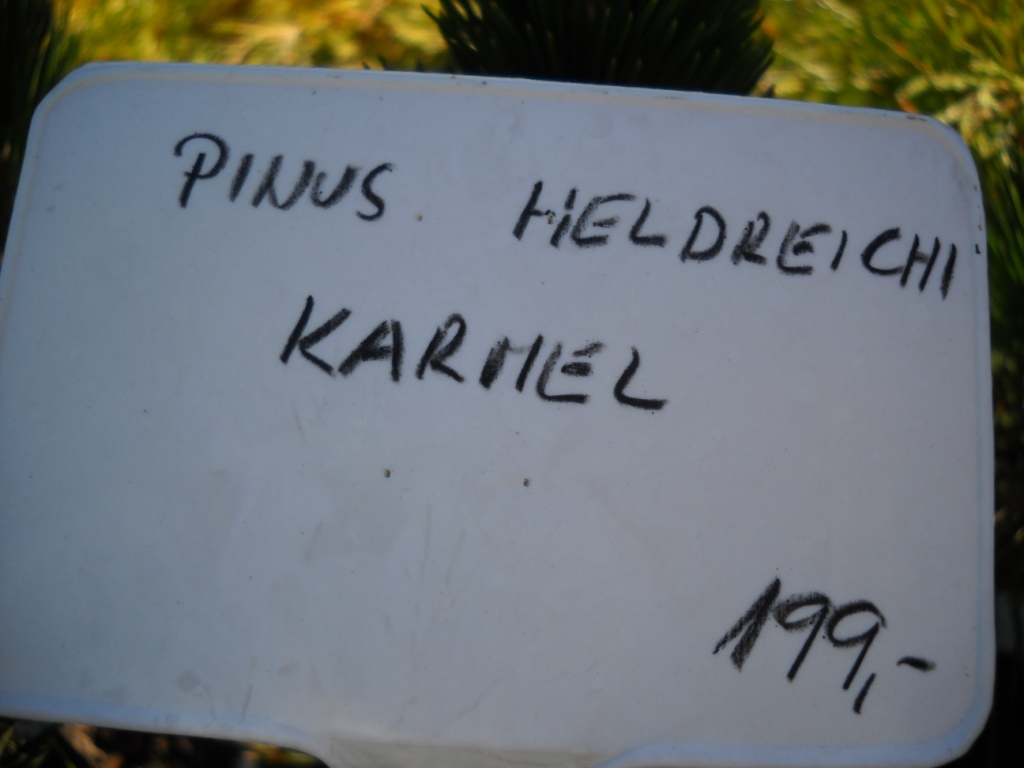 PINUS HELDREICHI
KARMEL
199,-